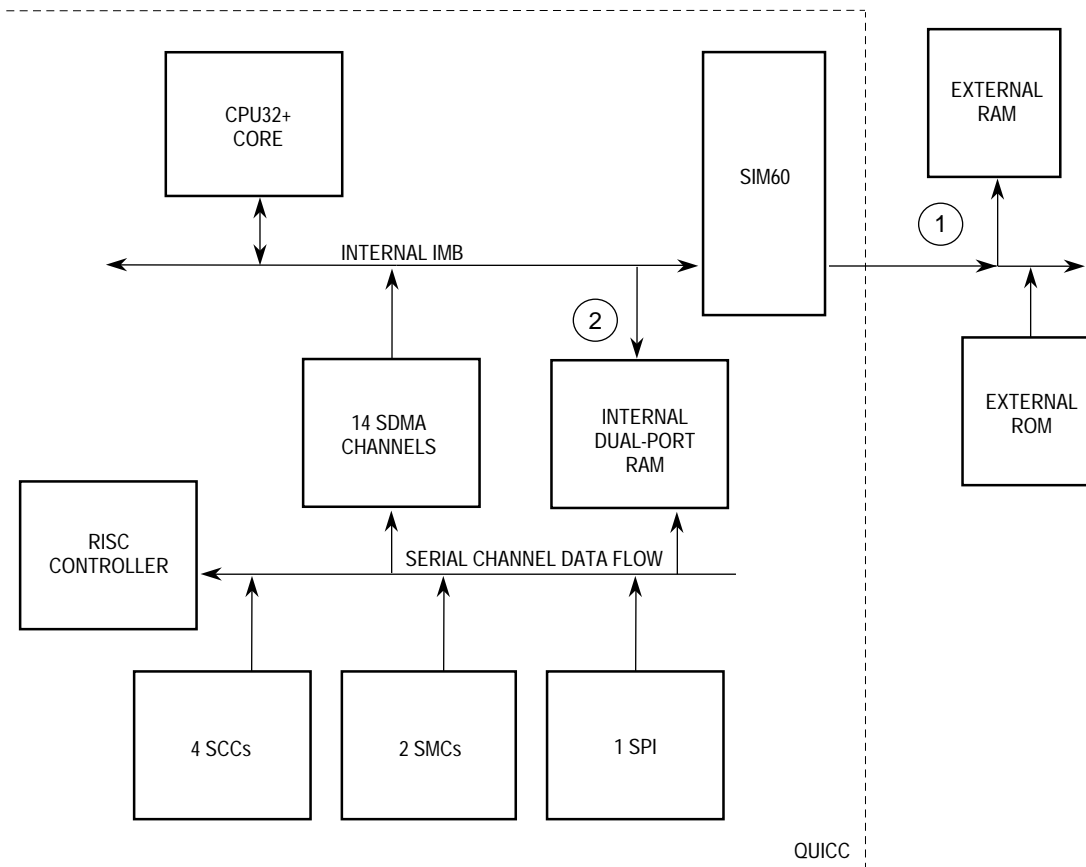 CPU32+
CORE
SIM60
EXTERNAL
RAM
1
INTERNAL IMB
2
14 SDMA
CHANNELS
INTERNAL
DUAL-PORT
RAM
EXTERNAL
ROM
RISC
CONTROLLER
SERIAL CHANNEL DATA FLOW
4 SCCs
2 SMCs
1 SPI
QUICC